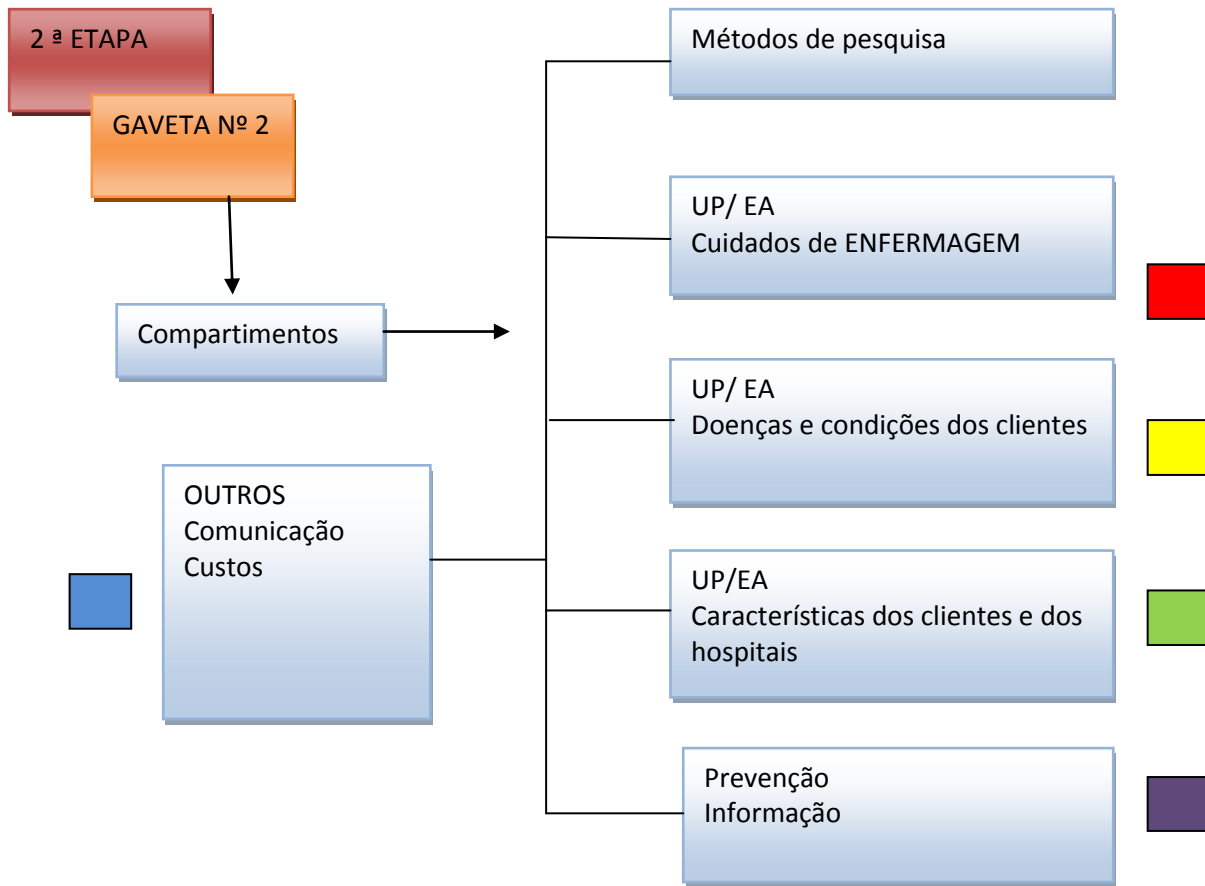 2 ª ETAPA
GAVETA Nº 2
Compartimentos
OUTROS
Comunicação
Custos
Métodos de pesquisa
UP/ EA
Cuidados de ENFERMAGEM
UP/ EA
Doenças e condições dos clientes
UP/EA
Características dos clientes e dos
hospitais
Prevenção
Informação